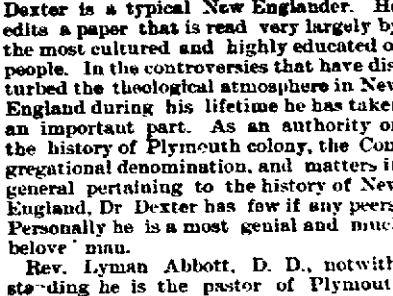 Dexter is a typical New Englander. He
edits a paper that is read very largely by
the most cultured and highly educated o
people. In the controversies that have dis
turbed the theological atmosphere in New
England during his lifetime he has taken
an important part. As an authority on
the history of Plymouth colony, the Con
gregational denomination, and matters in
general pertaining to the history of New
England, Dr Dexter has few if any peers
Personally he is a most genial and much
belove man.
Rev. Lyman Abbott, D. D., notwith
sta-ding he is the pastor of Plymout